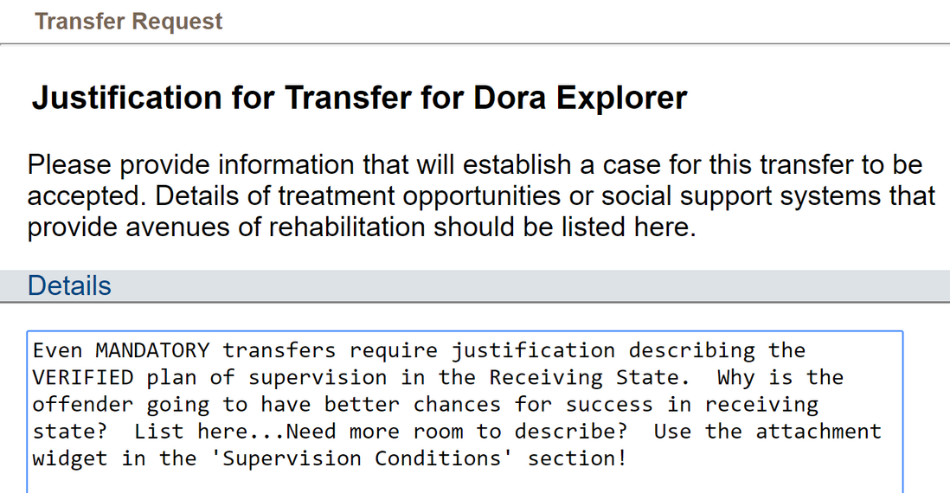 Transfer Request
Justification for Transfer for Dora Explorer
Please provide information that will establish a case for this transfer to be
accepted. Details of treatment opportunities or social support systems that
provide avenues of rehabilitation should be listed here.
Details
Even MANDATORY transfers require justification describing the
VERIFIED plan of supervision in the Receiving State.  Why is the
offender going to have better chances for success in receiving
state?  List here...Need more room to describe?  Use the attachment
widget in the 'Supervision Conditions' section!